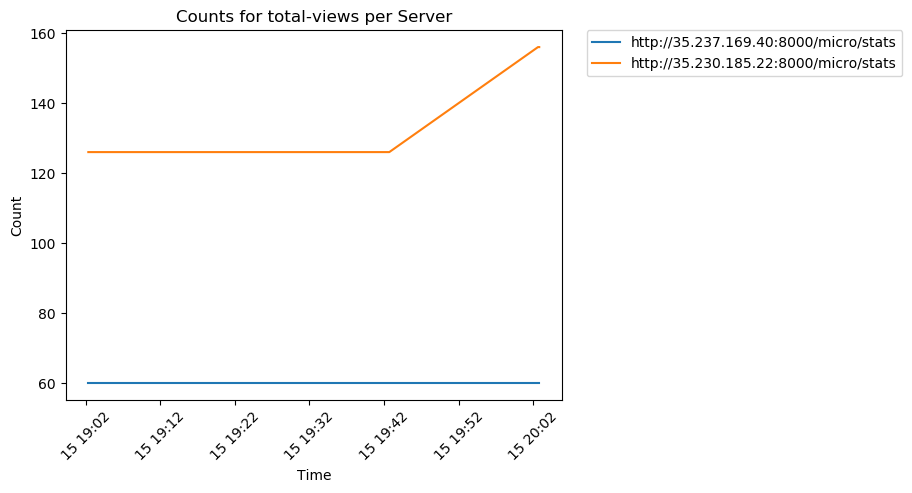 Counts for total-views per Server
http://35.237.169.40:8000/micro/stats
http://35.230.185.22:8000/micro/stats
Count
160
140
120
100
80
60
15 19:02
15 19:12
15 19:22
15 19:32
15 19:42
15 19:52
15 20:02
Time